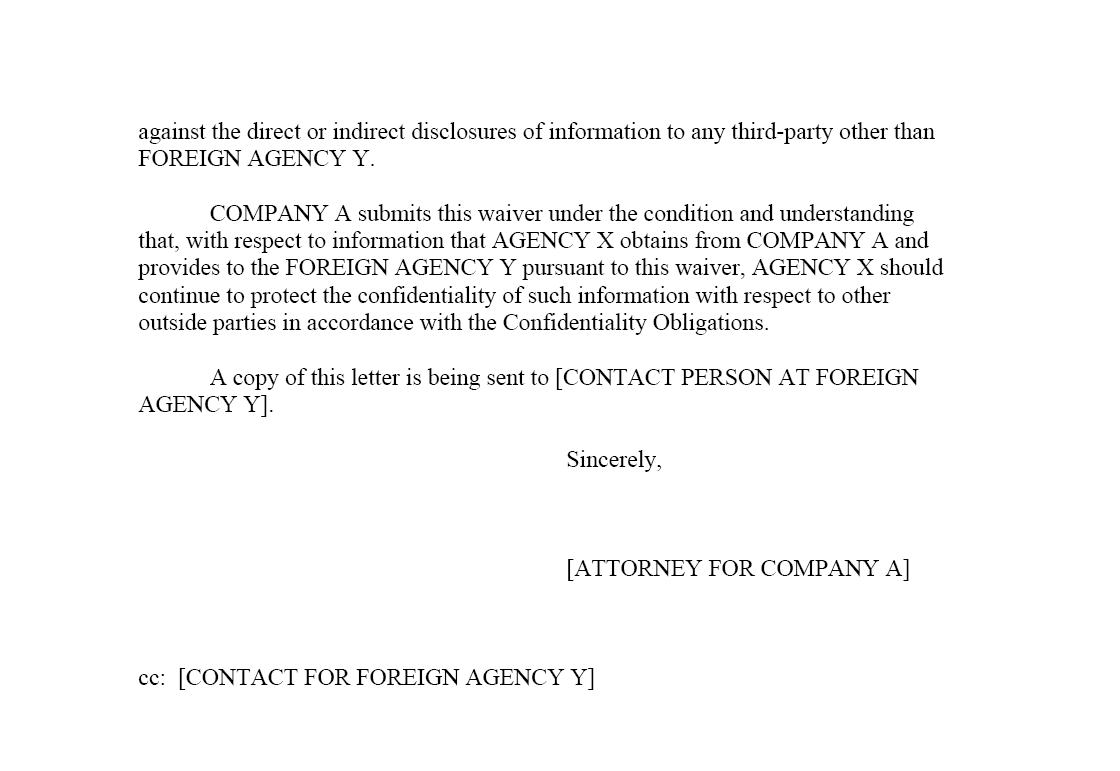 against the direct or indirect disclosures of information to any third-party other than
FOREIGN AGENCY Y.
COMPANY A submits this waiver under the condition and understanding
that, with respect to information that AGENCY X obtains from COMPANY A and
provides to the FOREIGN AGENCY Y pursuant to this waiver, AGENCY X should
continue to protect the confidentiality of such information with respect to other
outside parties in accordance with the Confidentiality Obligations.
A copy of this letter is being sent to [CONTACT PERSON AT FOREIGN
AGENCY Y].
Sincerely,
[ATTORNEY FOR COMPANY A]
cc:  [CONTACT FOR FOREIGN AGENCY Y]